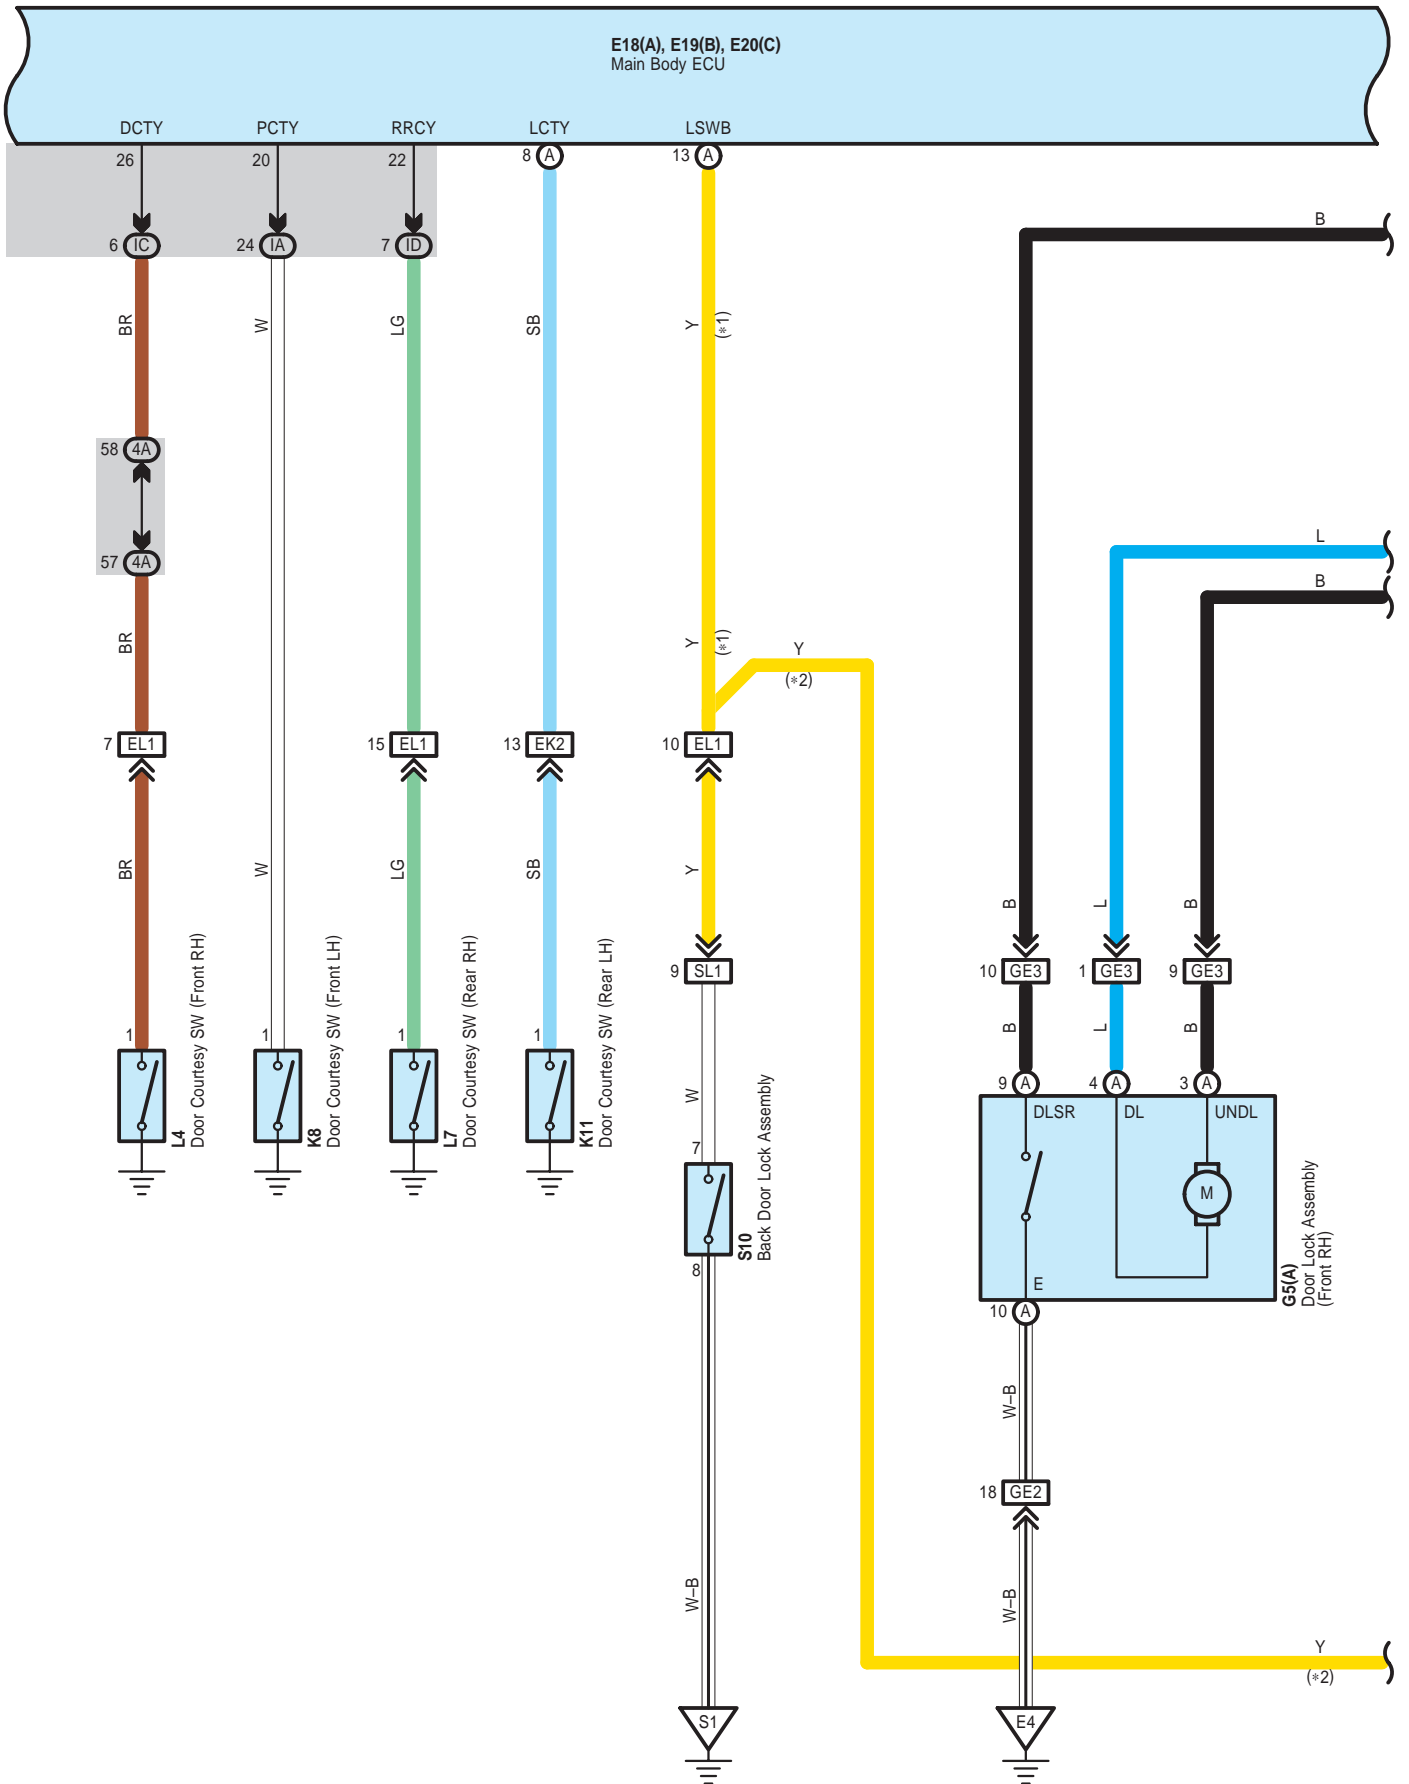 E18(A), E19(B), E20(C)
Main Body ECU
DCTY PCTY RRCY LCTY LSWB
26 20 22 8 A 13 A
B
6 IC 24 IA 7 ID
BR W LG SB Y (∗1)
58 4A
L
57 4A
B
BR Y (∗1)
Y
(∗2)
7 EL1 15 EL1 13 EK2 10 EL1
BR W LG SB Y
B L B
9 SL1 10 GE3 1 GE3 9 GE3
B L B
1 1 1 1
L4
Door Courtesy SW (Front RH)
K8
Door Courtesy SW (Front LH)
L7
Door Courtesy SW (Rear RH)
K11
Door Courtesy SW (Rear LH)
W
9 A 4 A 3 A
DLSR DL UNDL
7
S10
Back Door Lock Assembly
M
8
E
G5(A)
Door Lock Assembly
(Front RH)
10 A
W–B
18 GE2
W–B W–B
Y
(∗2)
S1 E4